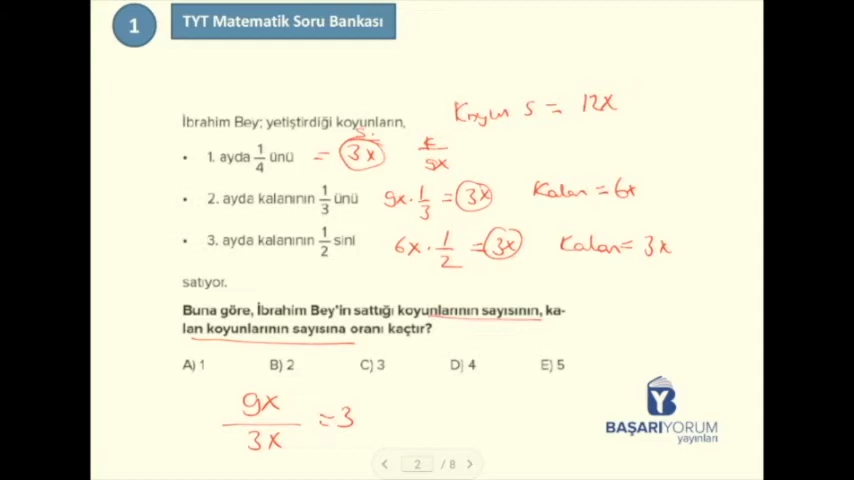 1
TYT Matematik Soru Bankası
İbrahim Bey; yetiştirdiği koyunların,
Koyun S = 12x
• 1. ayda 1/4 ünü = 3x
S.
K
9x
• 2. ayda kalanının 1/3 ünü 9x · 1/3 = 3x Kalan = 6x
• 3. ayda kalanının 1/2 sini 6x · 1/2 = 3x Kalan = 3x
satıyor.
Buna göre, İbrahim Bey'in sattığı koyunlarının sayısının, ka-
lan koyunlarının sayısına oranı kaçtır?
A) 1 B) 2 C) 3 D) 4 E) 5
9x/3x = 3
BAŞARIYORUM
yayınları
2 / 8